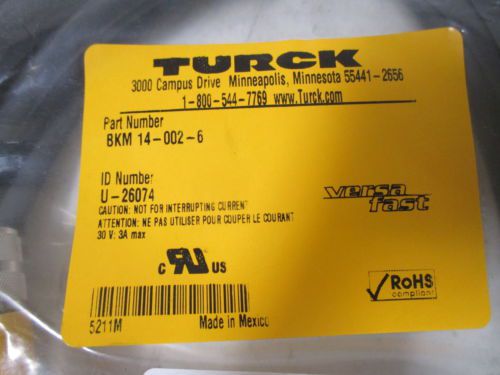 TURCK
3000 Campus Drive Minneapolis, Minnesota 55441-2656
1-800-544-7769 www.Turck.com
Part Number
BKM 14-002-6
ID Number
U-26074
CAUTION: NOT FOR INTERRUPTING CURRENT
ATTENTION: NE PAS UTILISER POUR COUPER LE COURANT
30 V: 3A max
versa
fast
c UL US
RoHS
compliant
5211M
Made in Mexico